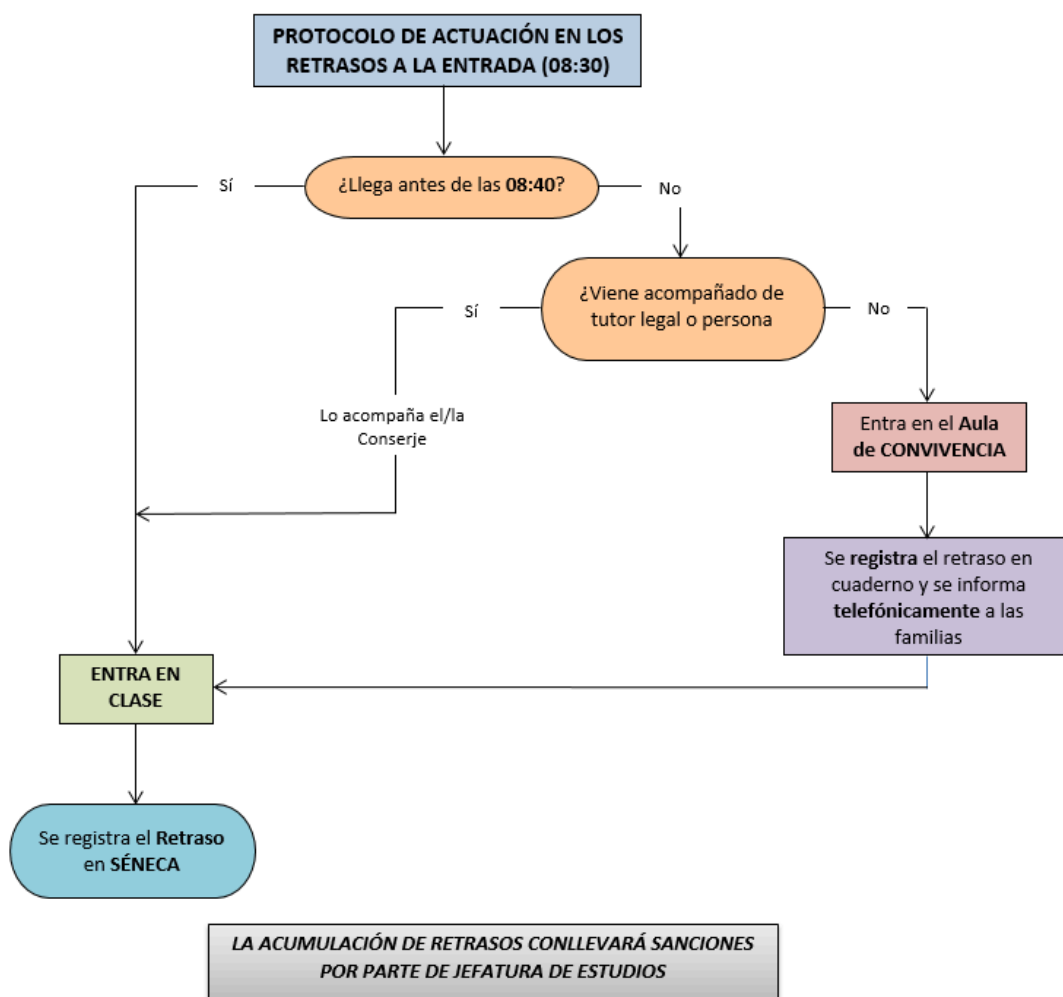 PROTOCOLO DE ACTUACIÓN EN LOS
RETRASOS A LA ENTRADA (08:30)
¿Llega antes de las 08:40?
Sí
No
¿Viene acompañado de
tutor legal o persona
Sí
No
Lo acompaña el/la
Conserje
Entra en el Aula
de CONVIVENCIA
Se registra el retraso en
cuaderno y se informa
telefónicamente a las
familias
ENTRA EN
CLASE
Se registra el Retraso
en SÉNECA
LA ACUMULACIÓN DE RETRASOS CONLLEVARÁ SANCIONES
POR PARTE DE JEFATURA DE ESTUDIOS